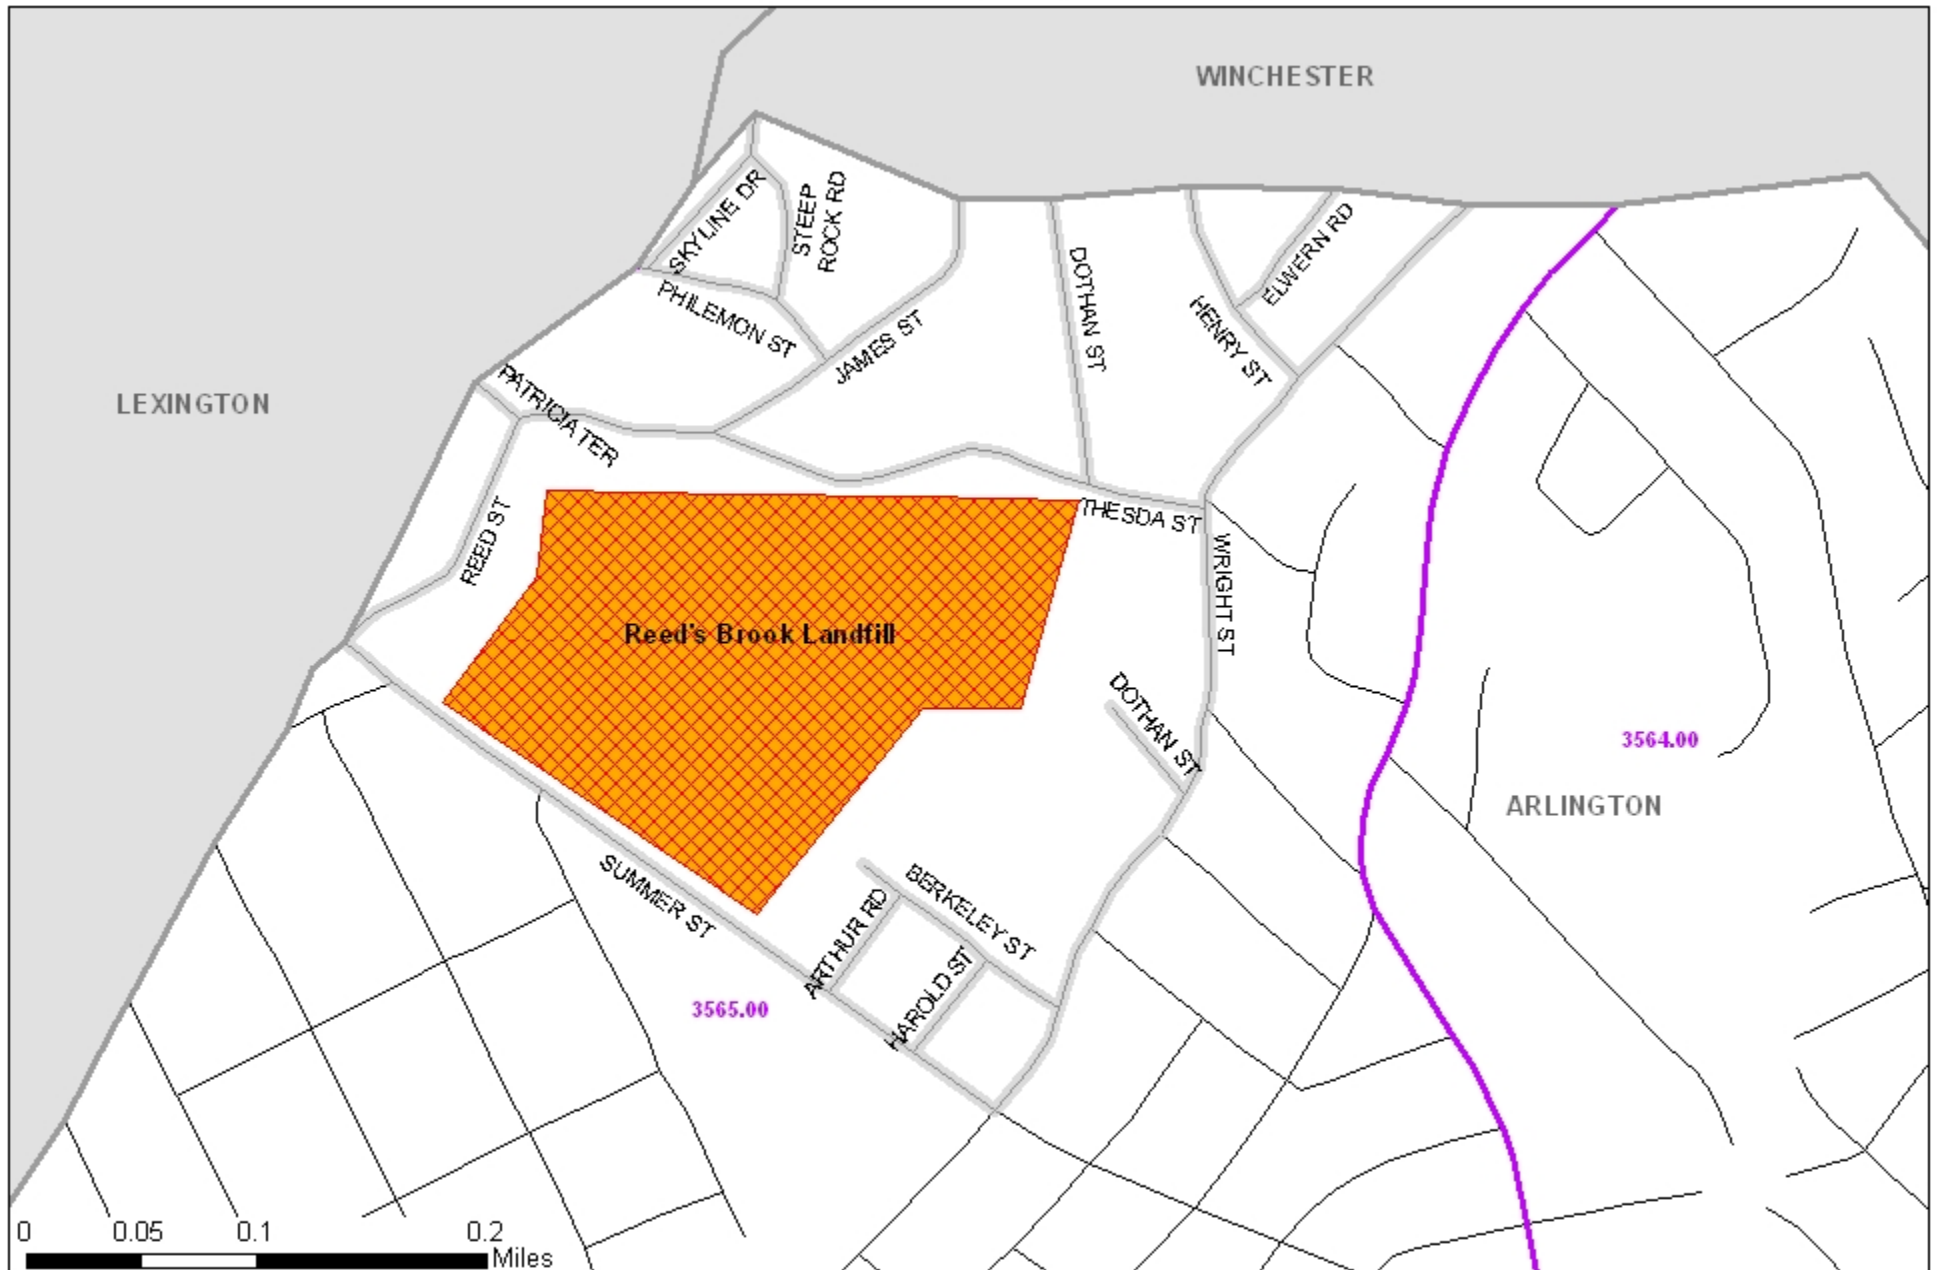 WINCHESTER
SKYLINE DR
STEEP
ROCK RD
ELWERN RD
DOTHAN ST
PHILEMON ST
JAMES ST
HENRY ST
LEXINGTON
PATRICIA TER
REED ST
THESDA ST
WRIGHT ST
Reed's Brook Landfill
DOTHAN ST
3564.00
ARLINGTON
SUMMER ST
BERKELEY ST
ARTHUR RD
HAROLD ST
3565.00
0 0.05 0.1 0.2
Miles